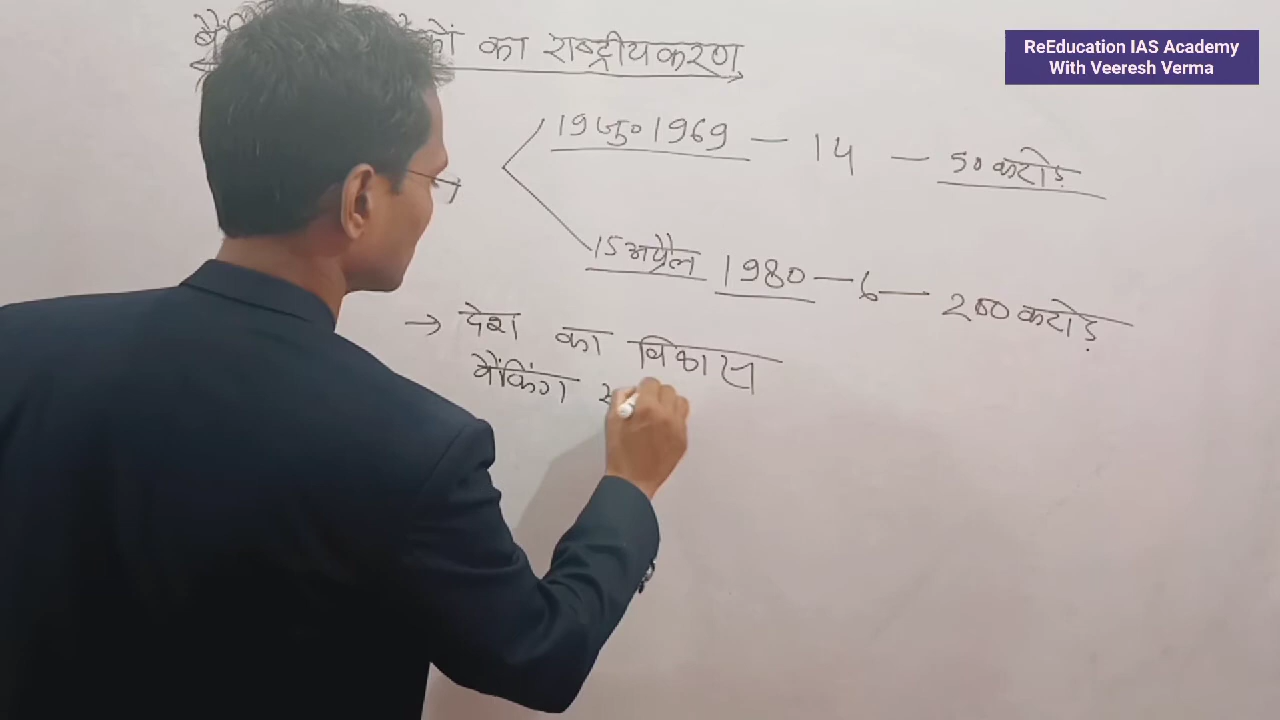 ReEducation IAS Academy
With Veeresh Verma
का राष्ट्रीयकरण
19 जु० 1969 — 14 — 50 करोड़
15 अप्रैल 1980 — 6 — 200 करोड़
→ देश का विकास
बैंकिंग